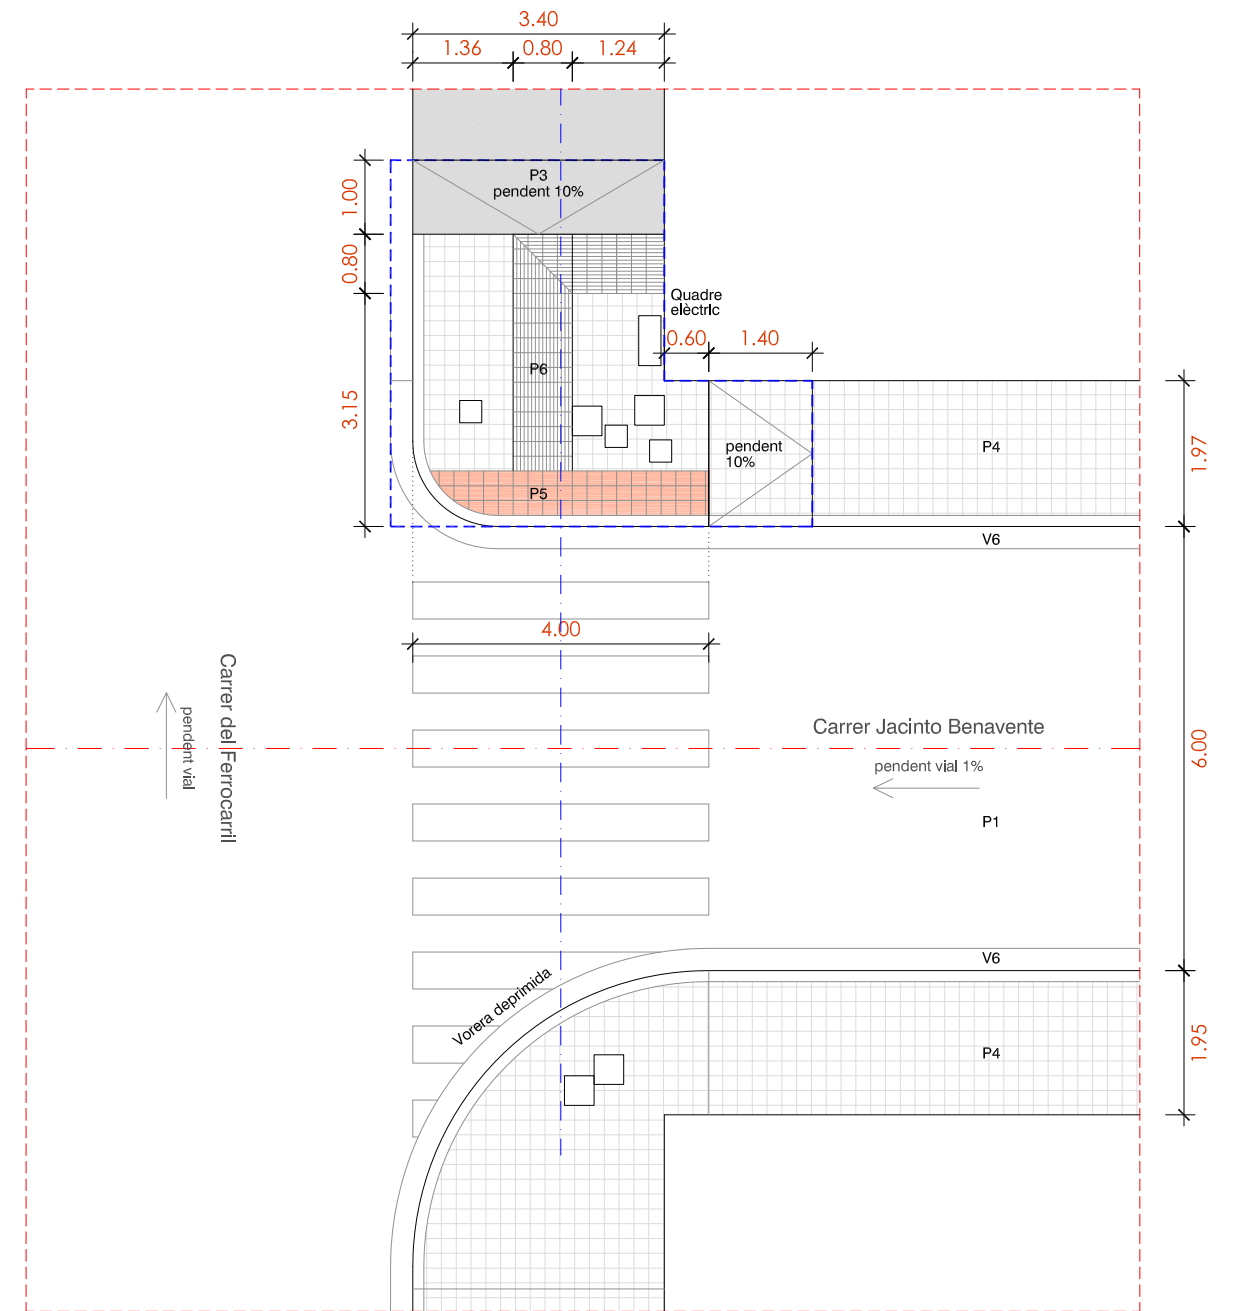 3.40
1.36
0.80
1.24
P3
pendent 10%
1.00
0.80
3.15
Quadre
elèctric
0.60
1.40
P6
pendent
10%
P4
1.97
P5
V6
4.00
Carrer del Ferrocarril
pendent vial
Carrer Jacinto Benavente
pendent vial 1%
6.00
P1
V6
Vorera deprimida
P4
1.95